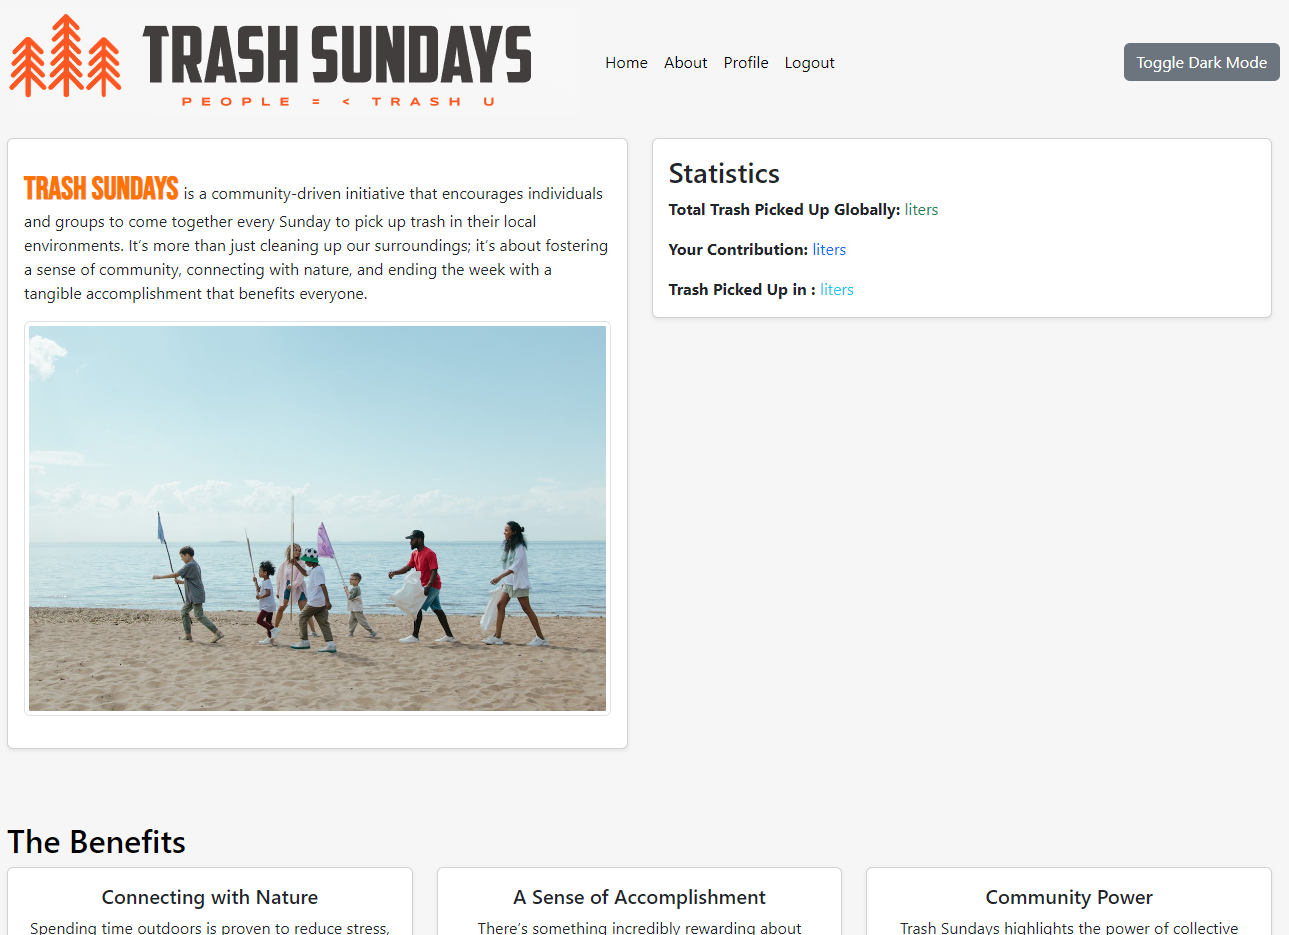 TRASH SUNDAYS
PEOPLE = < TRASH U
Home About Profile Logout
Toggle Dark Mode
TRASH SUNDAYS is a community-driven initiative that encourages individuals
and groups to come together every Sunday to pick up trash in their local
environments. It's more than just cleaning up our surroundings; it's about fostering
a sense of community, connecting with nature, and ending the week with a
tangible accomplishment that benefits everyone.
Statistics
Total Trash Picked Up Globally: liters
Your Contribution: liters
Trash Picked Up in : liters
The Benefits
Connecting with Nature
Spending time outdoors is proven to reduce stress,
A Sense of Accomplishment
There's something incredibly rewarding about
Community Power
Trash Sundays highlights the power of collective